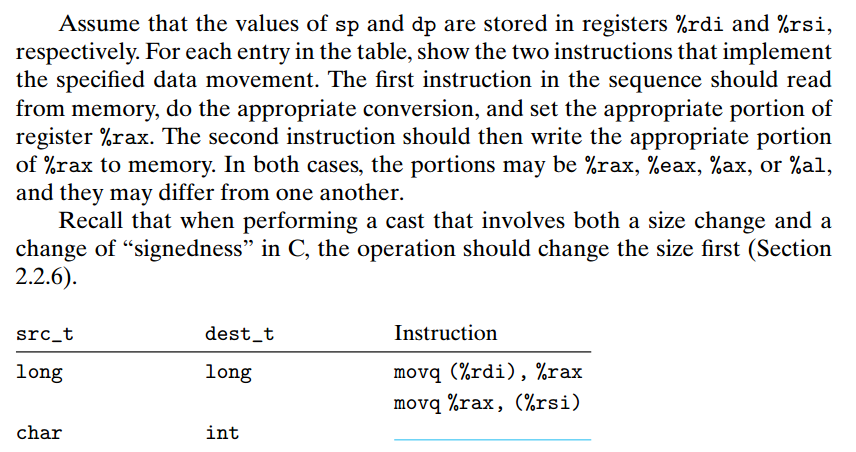 Assume that the values of sp and dp are stored in registers %rdi and %rsi,
respectively. For each entry in the table, show the two instructions that implement
the specified data movement. The first instruction in the sequence should read
from memory, do the appropriate conversion, and set the appropriate portion of
register %rax. The second instruction should then write the appropriate portion
of %rax to memory. In both cases, the portions may be %rax, %eax, %ax, or %al,
and they may differ from one another.
Recall that when performing a cast that involves both a size change and a
change of “signedness” in C, the operation should change the size first (Section
2.2.6).
src_t dest_t Instruction
long long movq (%rdi), %rax
movq %rax, (%rsi)
char int